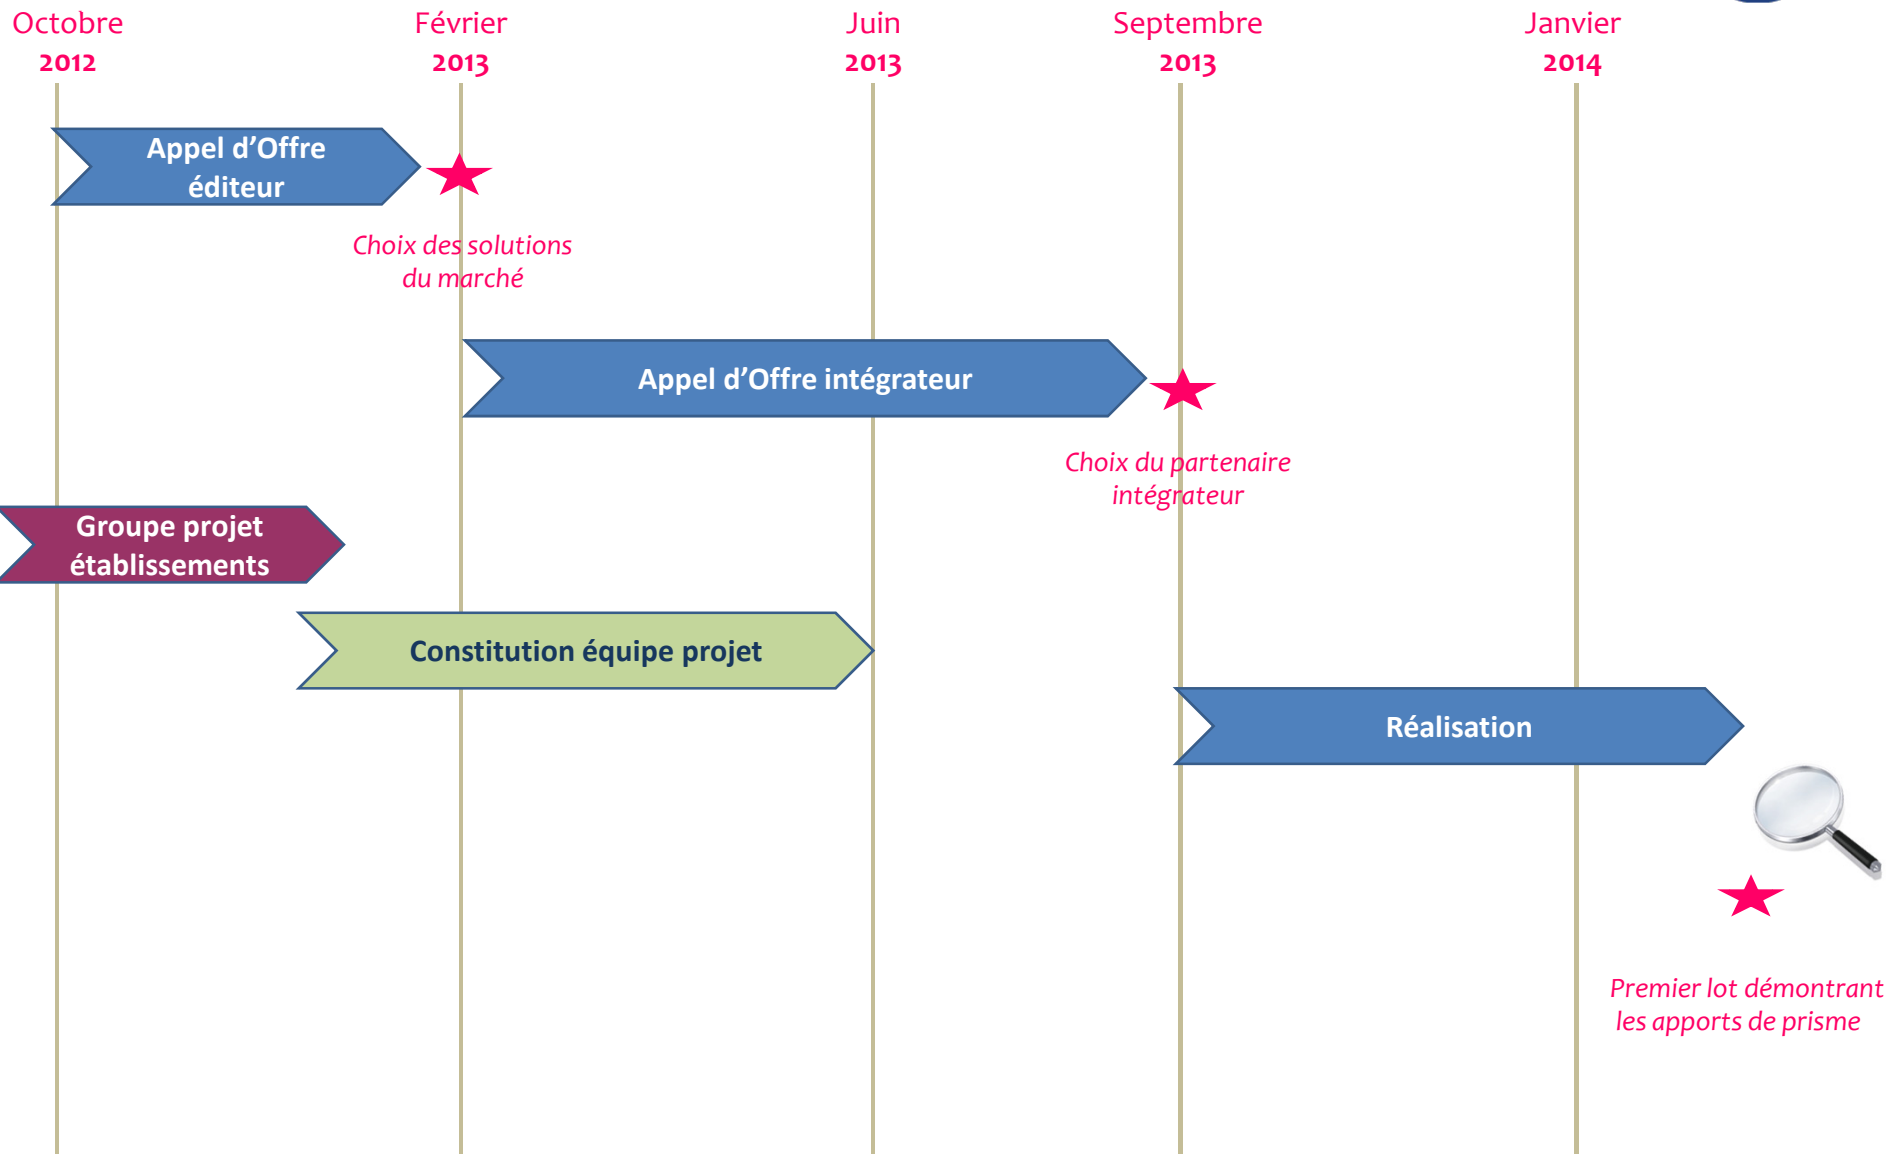 Octobre
2012
Février
2013
Juin
2013
Septembre
2013
Janvier
2014
Appel d’Offre
éditeur
Choix des solutions
du marché
Appel d’Offre intégrateur
Choix du partenaire
intégrateur
Groupe projet
établissements
Constitution équipe projet
Réalisation
Premier lot démontrant
les apports de prisme